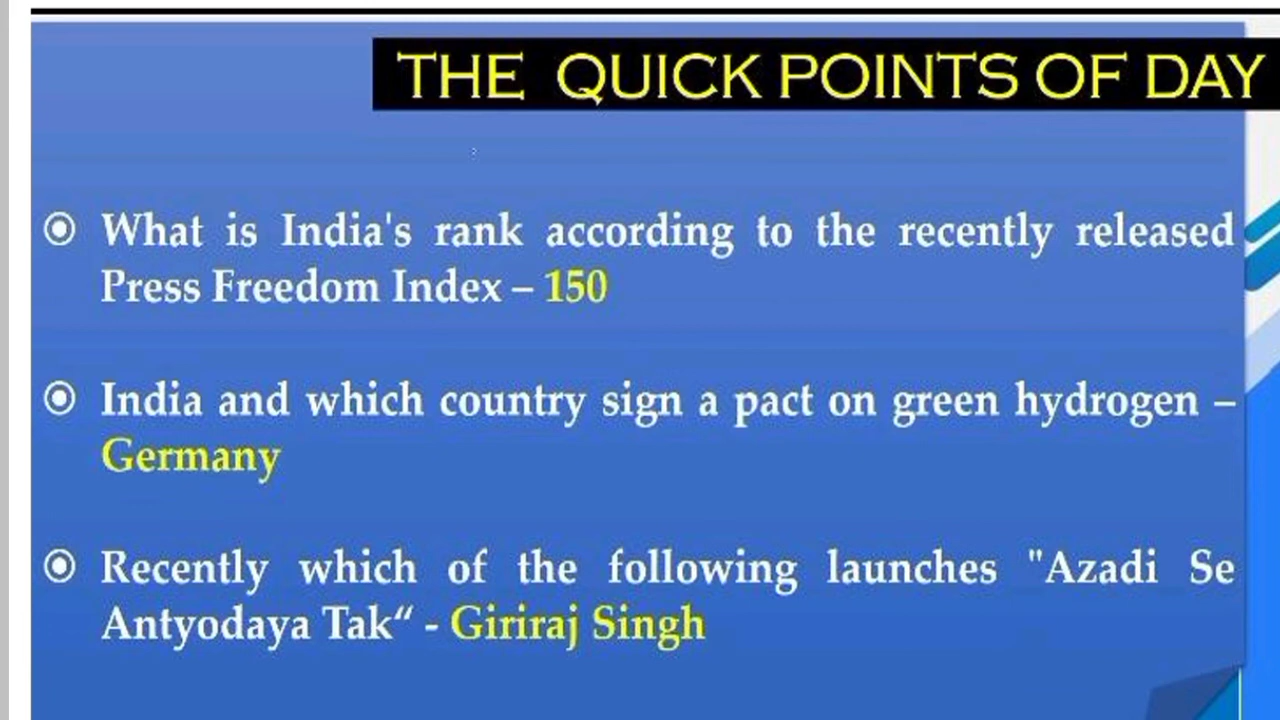 THE QUICK POINTS OF DAY
What is India's rank according to the recently released
Press Freedom Index – 150
India and which country sign a pact on green hydrogen –
Germany
Recently which of the following launches "Azadi Se
Antyodaya Tak“ - Giriraj Singh